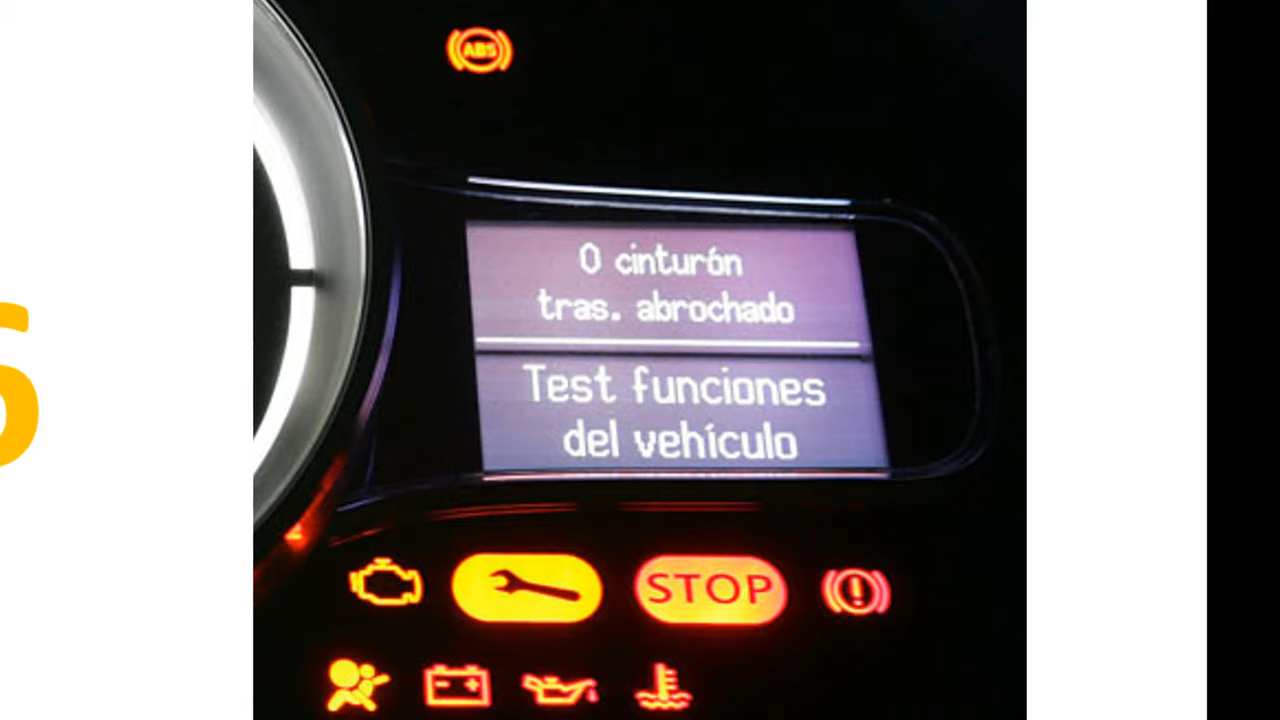 ABS
0 cinturón
tras. abrochado
Test funciones
del vehículo
STOP